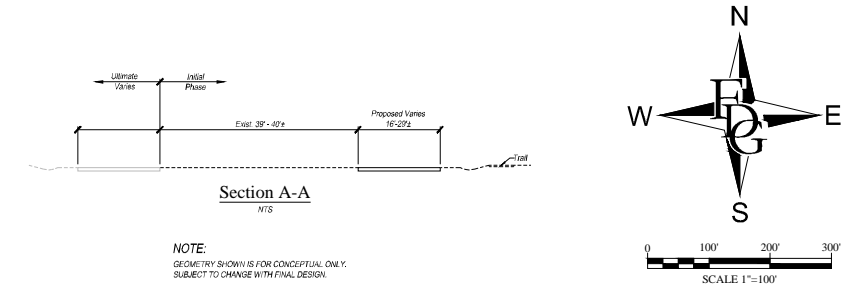 N
Ultimate
Varies
Initial
Phase
Exist. 39' - 40'±
Proposed Varies
16'-29'±
W
E
FDG
Trail
Section A-A
NTS
S
NOTE:
GEOMETRY SHOWN IS FOR CONCEPTUAL ONLY.
SUBJECT TO CHANGE WITH FINAL DESIGN.
0 100' 200' 300'
SCALE 1"=100'